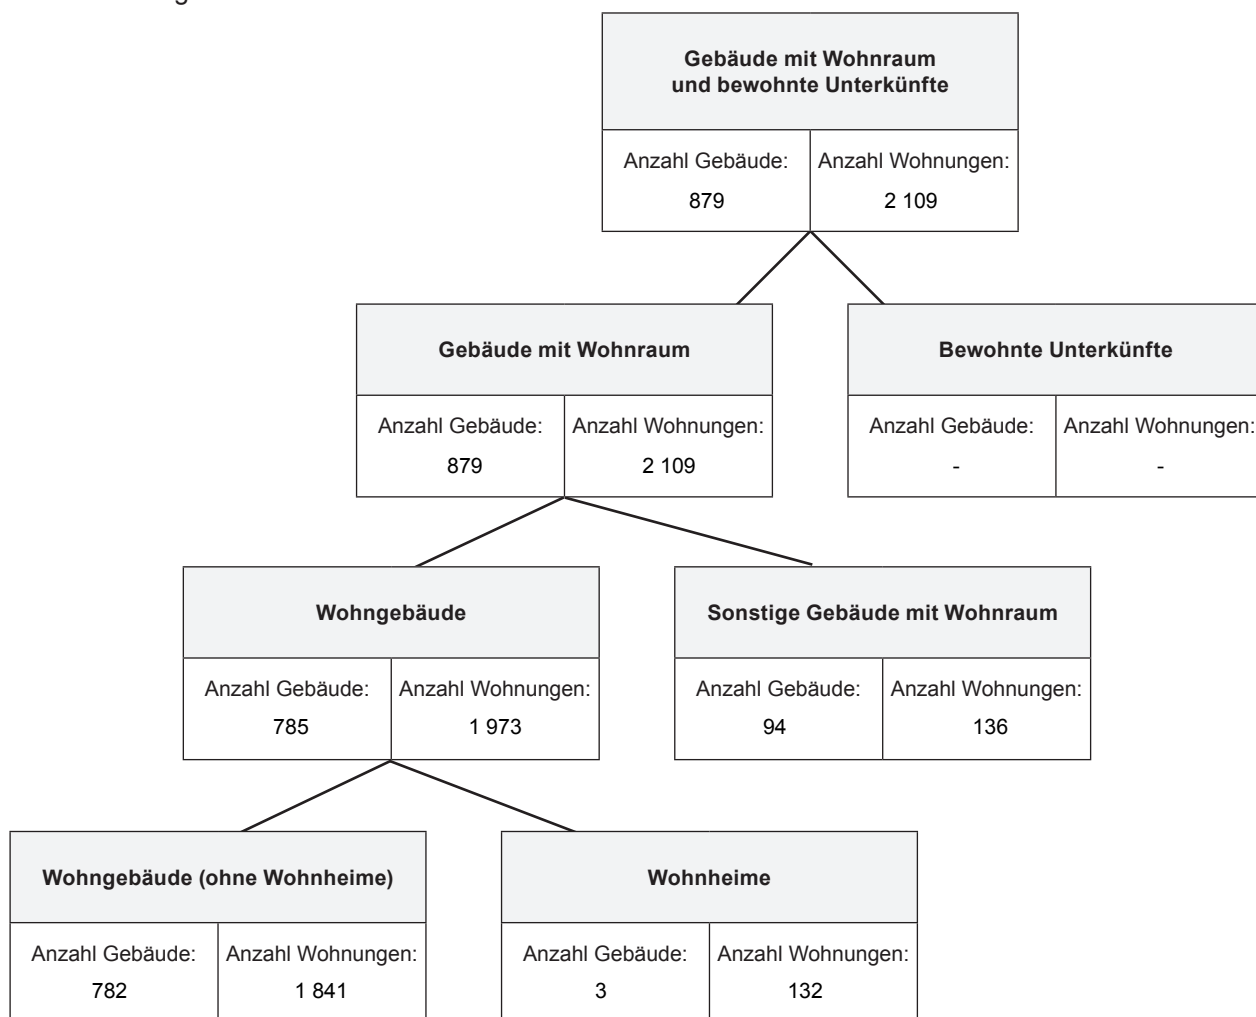 Gebäude mit Wohnraum
und bewohnte Unterkünfte
Anzahl Gebäude: Anzahl Wohnungen:
879 2 109
Gebäude mit Wohnraum Bewohnte Unterkünfte
Anzahl Gebäude: Anzahl Wohnungen: Anzahl Gebäude: Anzahl Wohnungen:
879 2 109 - -
Wohngebäude Sonstige Gebäude mit Wohnraum
Anzahl Gebäude: Anzahl Wohnungen: Anzahl Gebäude: Anzahl Wohnungen:
785 1 973 94 136
Wohngebäude (ohne Wohnheime) Wohnheime
Anzahl Gebäude: Anzahl Wohnungen: Anzahl Gebäude: Anzahl Wohnungen:
782 1 841 3 132